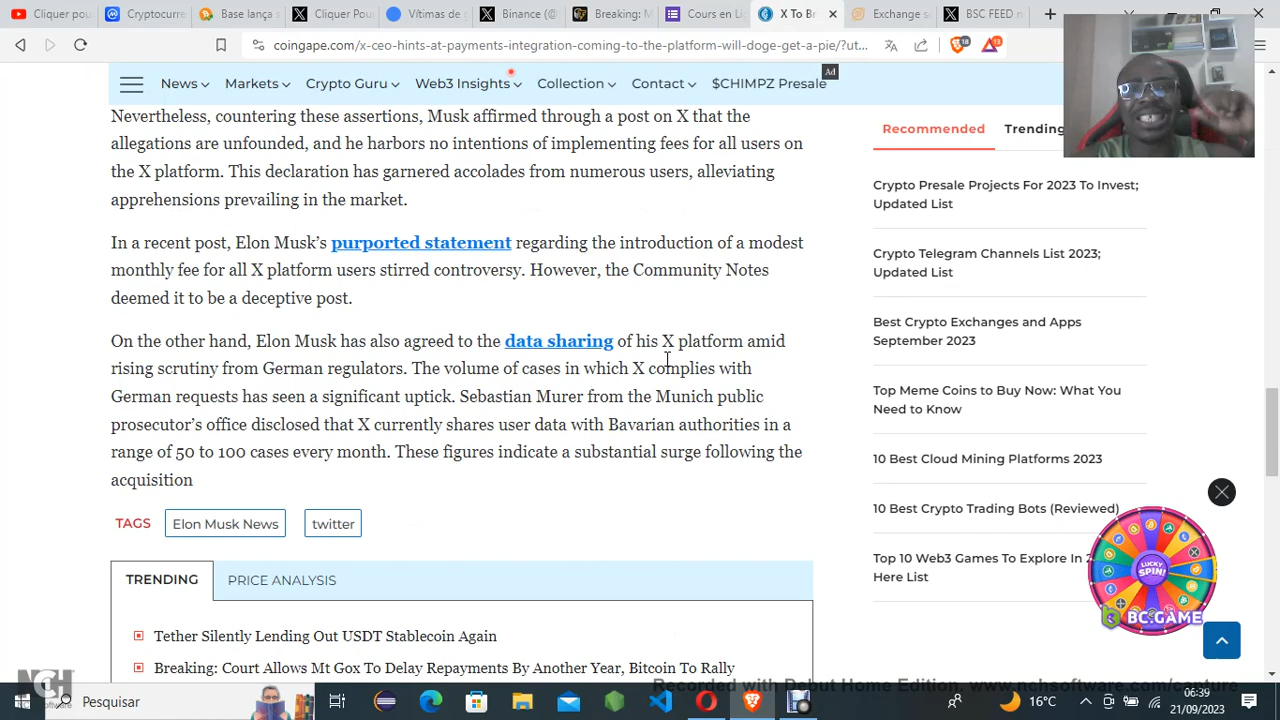 Cliquer pour
Cryptocurre
Base lança s
Cliquer Pou
Vítimas de g
Binance (@
Breaking: M
Cours en Lig
X To Br
Exchange se
BSC FEED no
coingape.com/x-ceo-hints-at-payments-integration-coming-to-the-platform-will-doge-get-a-pie/?ut...
18
13
News
Markets
Crypto Guru
Web3 Insights
Collection
Contact
$CHIMPZ Presale
Ad
Nevertheless, countering these assertions, Musk affirmed through a post on X that the
allegations are unfounded, and he harbors no intentions of implementing fees for all users on
the X platform. This declaration has garnered accolades from numerous users, alleviating
apprehensions prevailing in the market.
In a recent post, Elon Musk's purported statement regarding the introduction of a modest
monthly fee for all X platform users stirred controversy. However, the Community Notes
deemed it to be a deceptive post.
On the other hand, Elon Musk has also agreed to the data sharing of his X platform amid
rising scrutiny from German regulators. The volume of cases in which X complies with
German requests has seen a significant uptick. Sebastian Murer from the Munich public
prosecutor's office disclosed that X currently shares user data with Bavarian authorities in a
range of 50 to 100 cases every month. These figures indicate a substantial surge following the
acquisition
TAGS
Elon Musk News
twitter
TRENDING
PRICE ANALYSIS
Tether Silently Lending Out USDT Stablecoin Again
Breaking: Court Allows Mt Gox To Delay Repayments By Another Year, Bitcoin To Rally
Recommended
Trending
Crypto Presale Projects For 2023 To Invest;
Updated List
Crypto Telegram Channels List 2023;
Updated List
Best Crypto Exchanges and Apps
September 2023
Top Meme Coins to Buy Now: What You
Need to Know
10 Best Cloud Mining Platforms 2023
10 Best Crypto Trading Bots (Reviewed)
Top 10 Web3 Games To Explore In 2
Here List
LUCKY
SPIN!
BC.GAME
NCH
Software
Recorded with Debut Home Edition. www.nchsoftware.com/capture
Pesquisar
16°C
06:39
21/09/2023